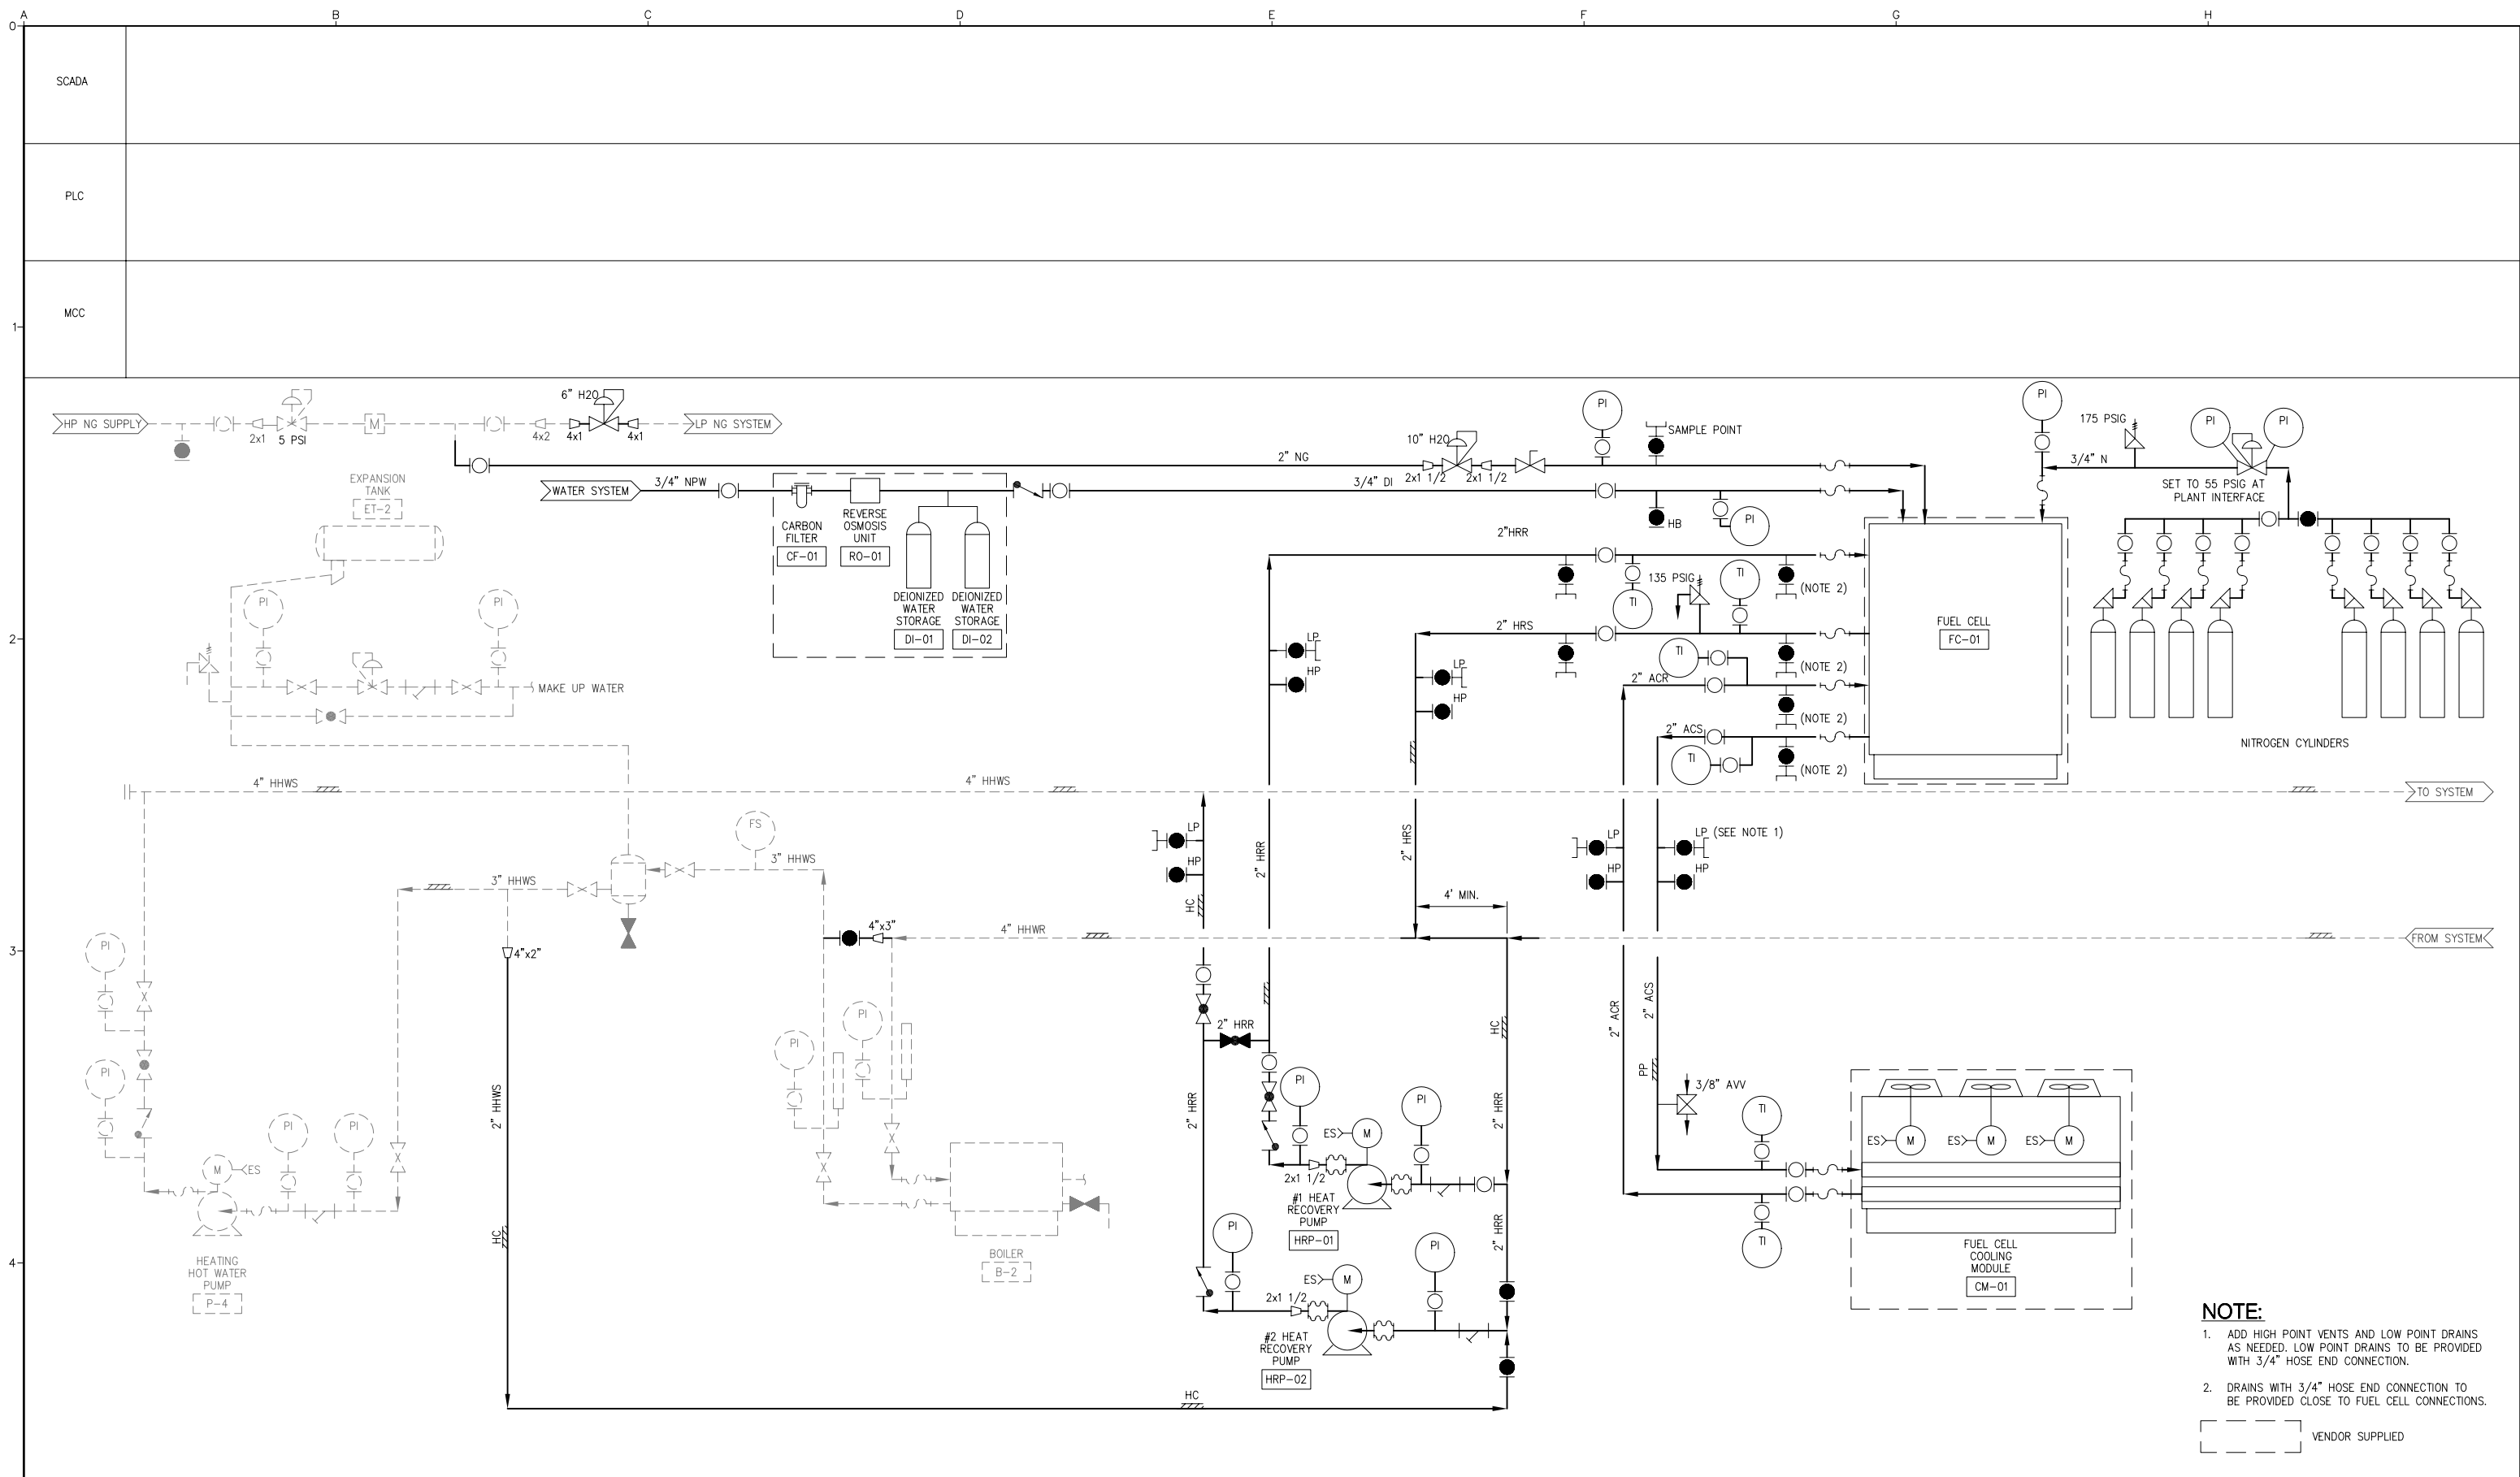 A
B
C
D
E
F
G
H
0
SCADA
PLC
MCC
1
HP NG SUPPLY
2x1
5 PSI
M
4x2
6" H20
4x1
4x1
LP NG SYSTEM
EXPANSION
TANK
ET-2
PI
PI
MAKE UP WATER
WATER SYSTEM
3/4" NPW
CARBON
FILTER
CF-01
REVERSE
OSMOSIS
UNIT
RO-01
DEIONIZED
WATER
STORAGE
DI-01
DEIONIZED
WATER
STORAGE
DI-02
2" NG
3/4" DI
10" H20
2x1 1/2
2x1 1/2
PI
SAMPLE POINT
HB
PI
2"HRR
TI
135 PSIG
TI
(NOTE 2)
2" HRS
TI
(NOTE 2)
2" ACR
(NOTE 2)
2" ACS
TI
(NOTE 2)
LP
HP
LP
HP
FUEL CELL
FC-01
PI
175 PSIG
3/4" N
PI
PI
SET TO 55 PSIG AT
PLANT INTERFACE
NITROGEN CYLINDERS
2
4" HHWS
4" HHWS
TO SYSTEM
FS
3" HHWS
3" HHWS
LP
HP
HC
2" HRR
2" HRS
4' MIN.
LP
HP
LP (SEE NOTE 1)
HP
4"x3"
4" HHWR
FROM SYSTEM
4"x2"
3
PI
PI
PI
PI
M
ES
HEATING
HOT WATER
PUMP
P-4
2" HHWS
HC
PI
PI
BOILER
B-2
2" HRR
2" HRR
PI
ES
M
PI
2x1 1/2
#1 HEAT
RECOVERY
PUMP
HRP-01
HC
2" HRR
2" HRR
PI
ES
M
PI
2x1 1/2
#2 HEAT
RECOVERY
PUMP
HRP-02
HC
2" ACR
2" ACS
PP
3/8" AVV
TI
TI
ES
M
ES
M
ES
M
FUEL CELL
COOLING
MODULE
CM-01
4
NOTE:
1. ADD HIGH POINT VENTS AND LOW POINT DRAINS
AS NEEDED. LOW POINT DRAINS TO BE PROVIDED
WITH 3/4" HOSE END CONNECTION.
2. DRAINS WITH 3/4" HOSE END CONNECTION TO
BE PROVIDED CLOSE TO FUEL CELL CONNECTIONS.
VENDOR SUPPLIED